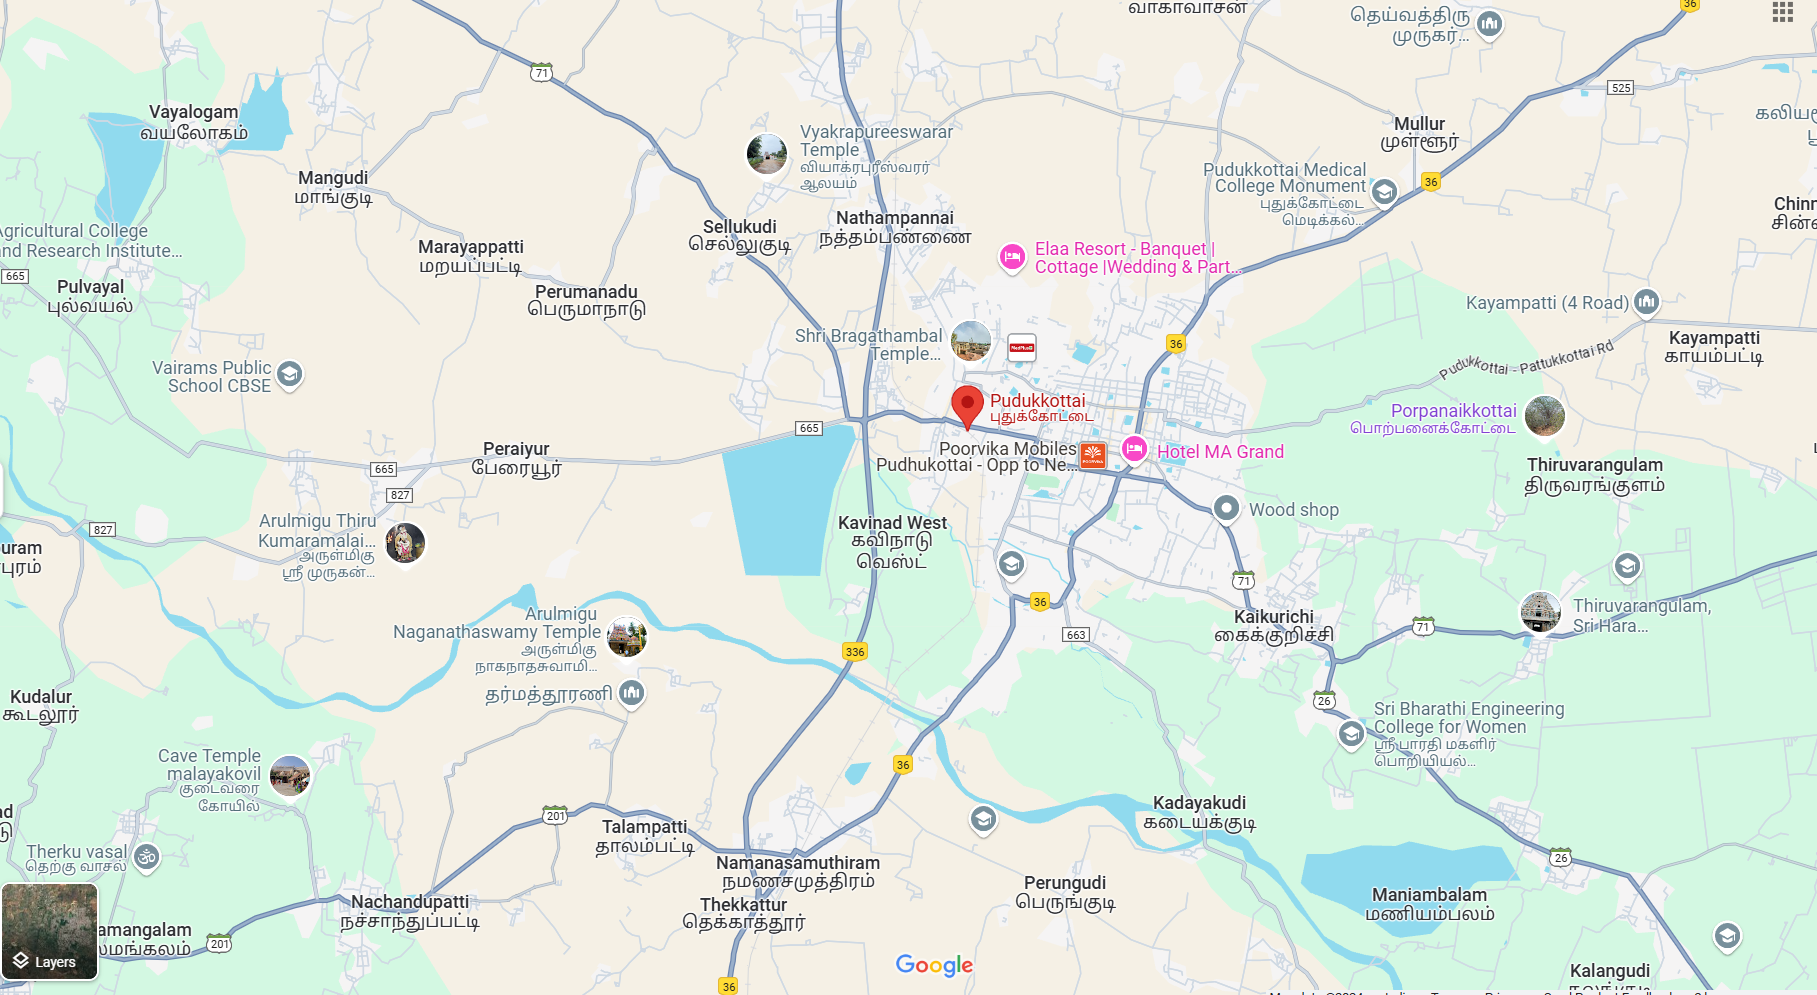 வாகாவாசன்
36
தெய்வத்திரு
முருகர்...
71
525
Vayalogam
வயலோகம்
Mullur
முள்ளூர்
Vyakrapureeswarar
Temple
வியாக்ரபுரீஸ்வரர்
ஆலயம்
Mangudi
மாங்குடி
Pudukkottai Medical
College Monument
புதுக்கோட்டை
மெடிக்கல்...
36
Sellukudi
செல்லுகுடி
Nathampannai
நத்தம்பண்ணை
Agricultural College
and Research Institute...
Marayappatti
மறயப்பட்டி
Elaa Resort - Banquet |
Cottage |Wedding & Part...
665
Pulvayal
புல்வயல்
Perumanadu
பெருமாநாடு
Kayampatti (4 Road)
Kayampatti
காயம்பட்டி
Shri Bragathambal
Temple...
MedPlus
36
Pudukkottai - Pattukkottai Rd
Vairams Public
School CBSE
Pudukkottai
புதுக்கோட்டை
Porpanaikkottai
பொற்பனைக்கோட்டை
665
Peraiyur
பேரையூர்
665
Poorvika Mobiles
Pudhukottai - Opp to Ne...
POORVIKA
Hotel MA Grand
Thiruvarangulam
திருவரங்குளம்
827
827
Arulmigu Thiru
Kumaramalai...
அருள்மிகு
ஸ்ரீ முருகன்...
Kavinad West
கவிநாடு
வெஸ்ட்
Wood shop
71
36
663
Kaikurichi
கைக்குறிச்சி
71
Thiruvarangulam,
Sri Hara...
Arulmigu
Naganathaswamy Temple
அருள்மிகு
நாகநாதசுவாமி...
336
தர்மத்தூரணி
Kudalur
கூடலூர்
26
Sri Bharathi Engineering
College for Women
ஸ்ரீ பாரதி மகளிர்
பொறியியல்...
Cave Temple
malayakovil
குடைவரை
கோயில்
36
201
Talampatti
தாலம்பட்டி
Kadayakudi
கடையக்குடி
Therku vasal
தெற்கு வாசல்
Namanasamuthiram
நமணசமுத்திரம்
26
Nachandupatti
நச்சாந்துப்பட்டி
Thekkattur
தெக்காத்தூர்
Perungudi
பெருங்குடி
Maniambalam
மணியம்பலம்
201
Layers
Google
36
Kalangudi